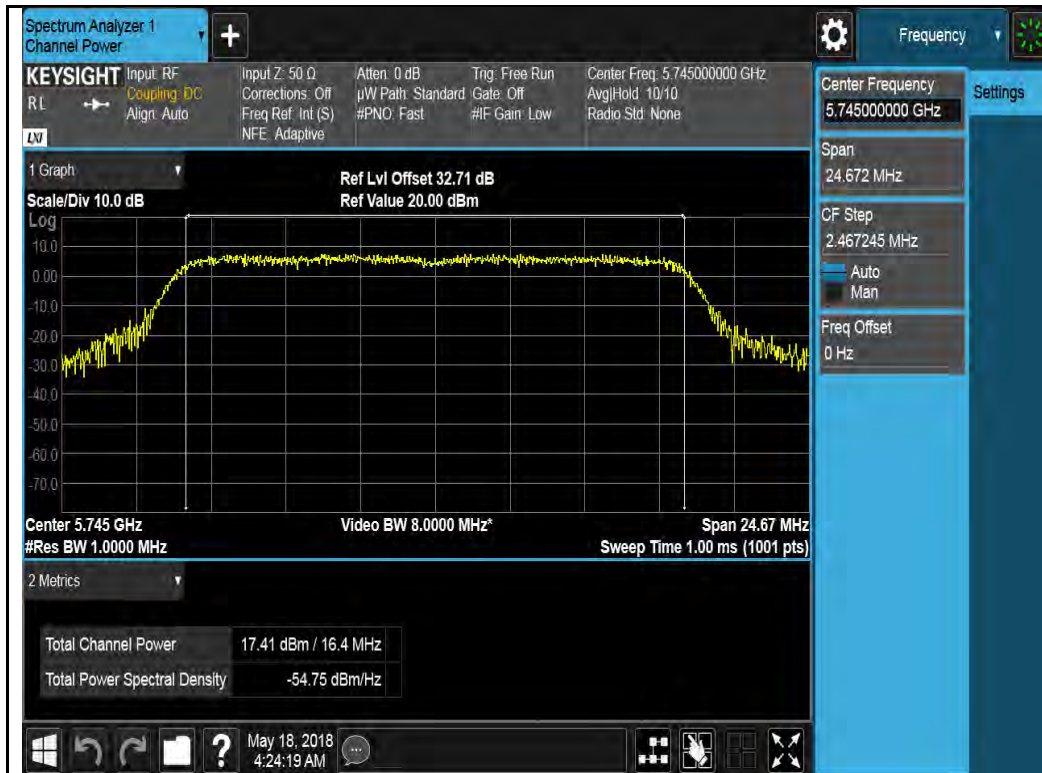 Spectrum Analyzer 1
Channel Power
+
Frequency
KEYSIGHT
RL
LXI
Input: RF
Coupling: DC
Align: Auto
Input Z: 50 Ω
Corrections: Off
Freq Ref: Int (S)
NFE: Adaptive
Atten: 0 dB
µW Path: Standard
#PNO: Fast
Trig: Free Run
Gate: Off
#IF Gain: Low
Center Freq: 5.745000000 GHz
Avg|Hold: 10/10
Radio Std: None
Center Frequency
5.745000000 GHz
Settings
Span
24.672 MHz
CF Step
2.467245 MHz
Auto
Man
Freq Offset
0 Hz
1 Graph
Scale/Div 10.0 dB
Ref Lvl Offset 32.71 dB
Ref Value 20.00 dBm
Log
10.0
0.00
-10.0
-20.0
-30.0
-40.0
-50.0
-60.0
-70.0
Center 5.745 GHz
Video BW 8.0000 MHz*
Span 24.67 MHz
#Res BW 1.0000 MHz
Sweep Time 1.00 ms (1001 pts)
2 Metrics
Total Channel Power 17.41 dBm / 16.4 MHz
Total Power Spectral Density -54.75 dBm/Hz
?
May 18, 2018
4:24:19 AM